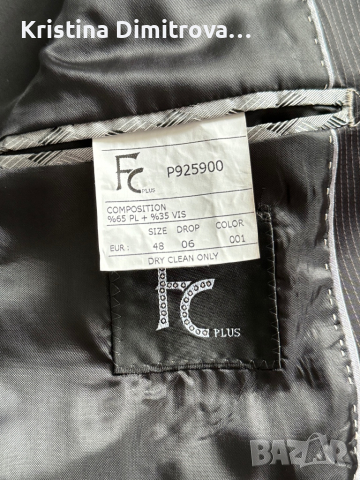 Kristina Dimitrova...
FC PLUS
P925900
COMPOSITION
%65 PL + %35 VIS
SIZE DROP COLOR
EUR : 48 06 001
DRY CLEAN ONLY
FC PLUS
BAZAR